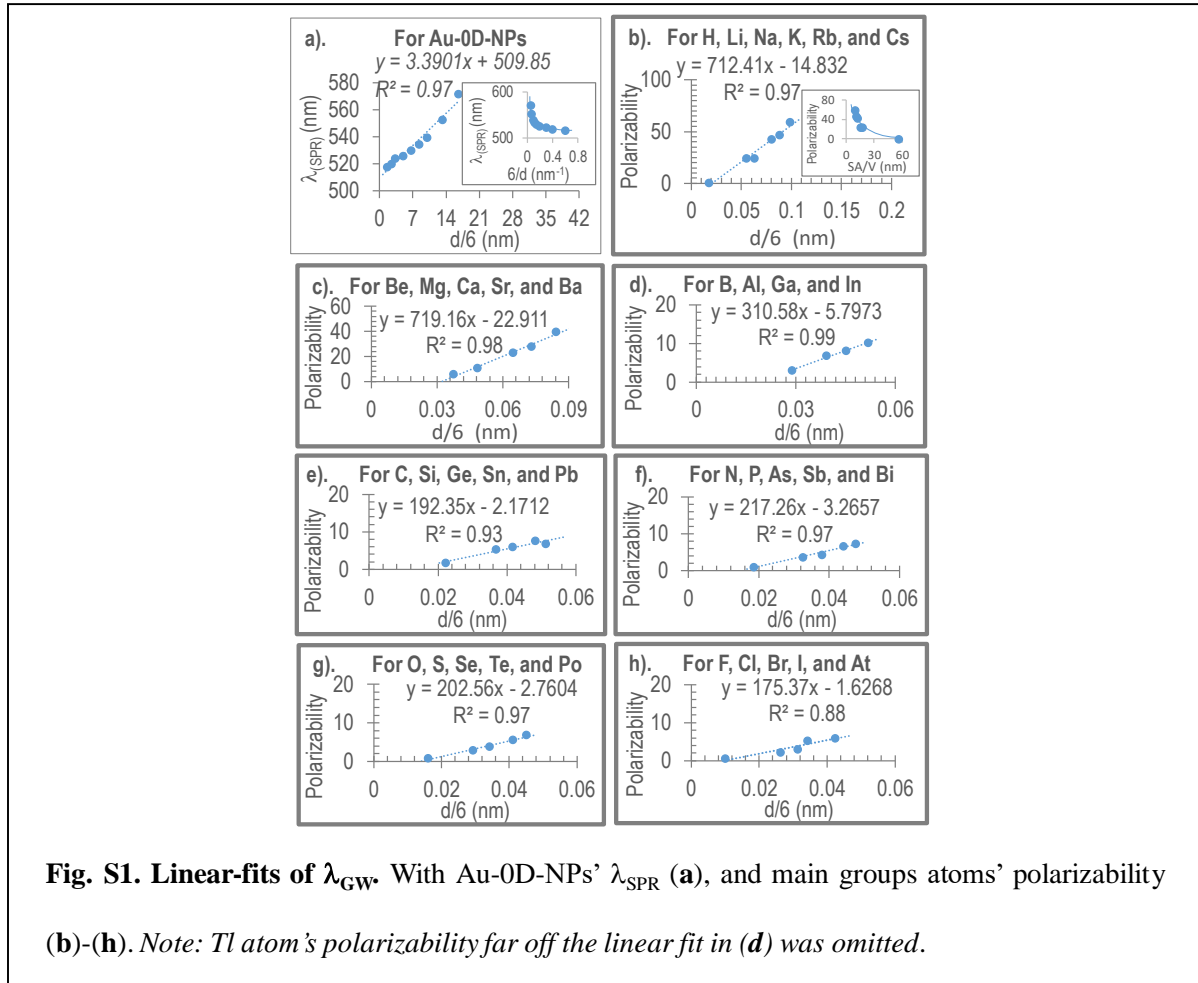 a). For Au-0D-NPs
y = 3.3901x + 509.85
R² = 0.97
λ(SPR) (nm)
580
560
540
520
500
0 7 14 21 28 35 42
d/6 (nm)
λ(SPR) (nm)
600
500
0 0.4 0.8
6/d (nm⁻¹)
b). For H, Li, Na, K, Rb, and Cs
y = 712.41x - 14.832
R² = 0.97
Polarizability
100
50
0
0 0.05 0.1 0.15 0.2
d/6 (nm)
Polarizability
80
40
0
0 30 60
SA/V (nm)
c). For Be, Mg, Ca, Sr, and Ba
y = 719.16x - 22.911
R² = 0.98
Polarizability
60
40
20
0
0 0.03 0.06 0.09
d/6 (nm)
d). For B, Al, Ga, and In
y = 310.58x - 5.7973
R² = 0.99
Polarizability
20
10
0
0 0.03 0.06
d/6 (nm)
e). For C, Si, Ge, Sn, and Pb
y = 192.35x - 2.1712
R² = 0.93
Polarizability
20
10
0
0 0.02 0.04 0.06
d/6 (nm)
f). For N, P, As, Sb, and Bi
y = 217.26x - 3.2657
R² = 0.97
Polarizability
20
10
0
0 0.02 0.04 0.06
d/6 (nm)
g). For O, S, Se, Te, and Po
y = 202.56x - 2.7604
R² = 0.97
Polarizability
20
10
0
0 0.02 0.04 0.06
d/6 (nm)
h). For F, Cl, Br, I, and At
y = 175.37x - 1.6268
R² = 0.88
Polarizability
20
10
0
0 0.02 0.04 0.06
d/6 (nm)
Fig. S1. Linear-fits of λGW. With Au-0D-NPs' λSPR (a), and main groups atoms' polarizability
(b)-(h). Note: Tl atom's polarizability far off the linear fit in (d) was omitted.